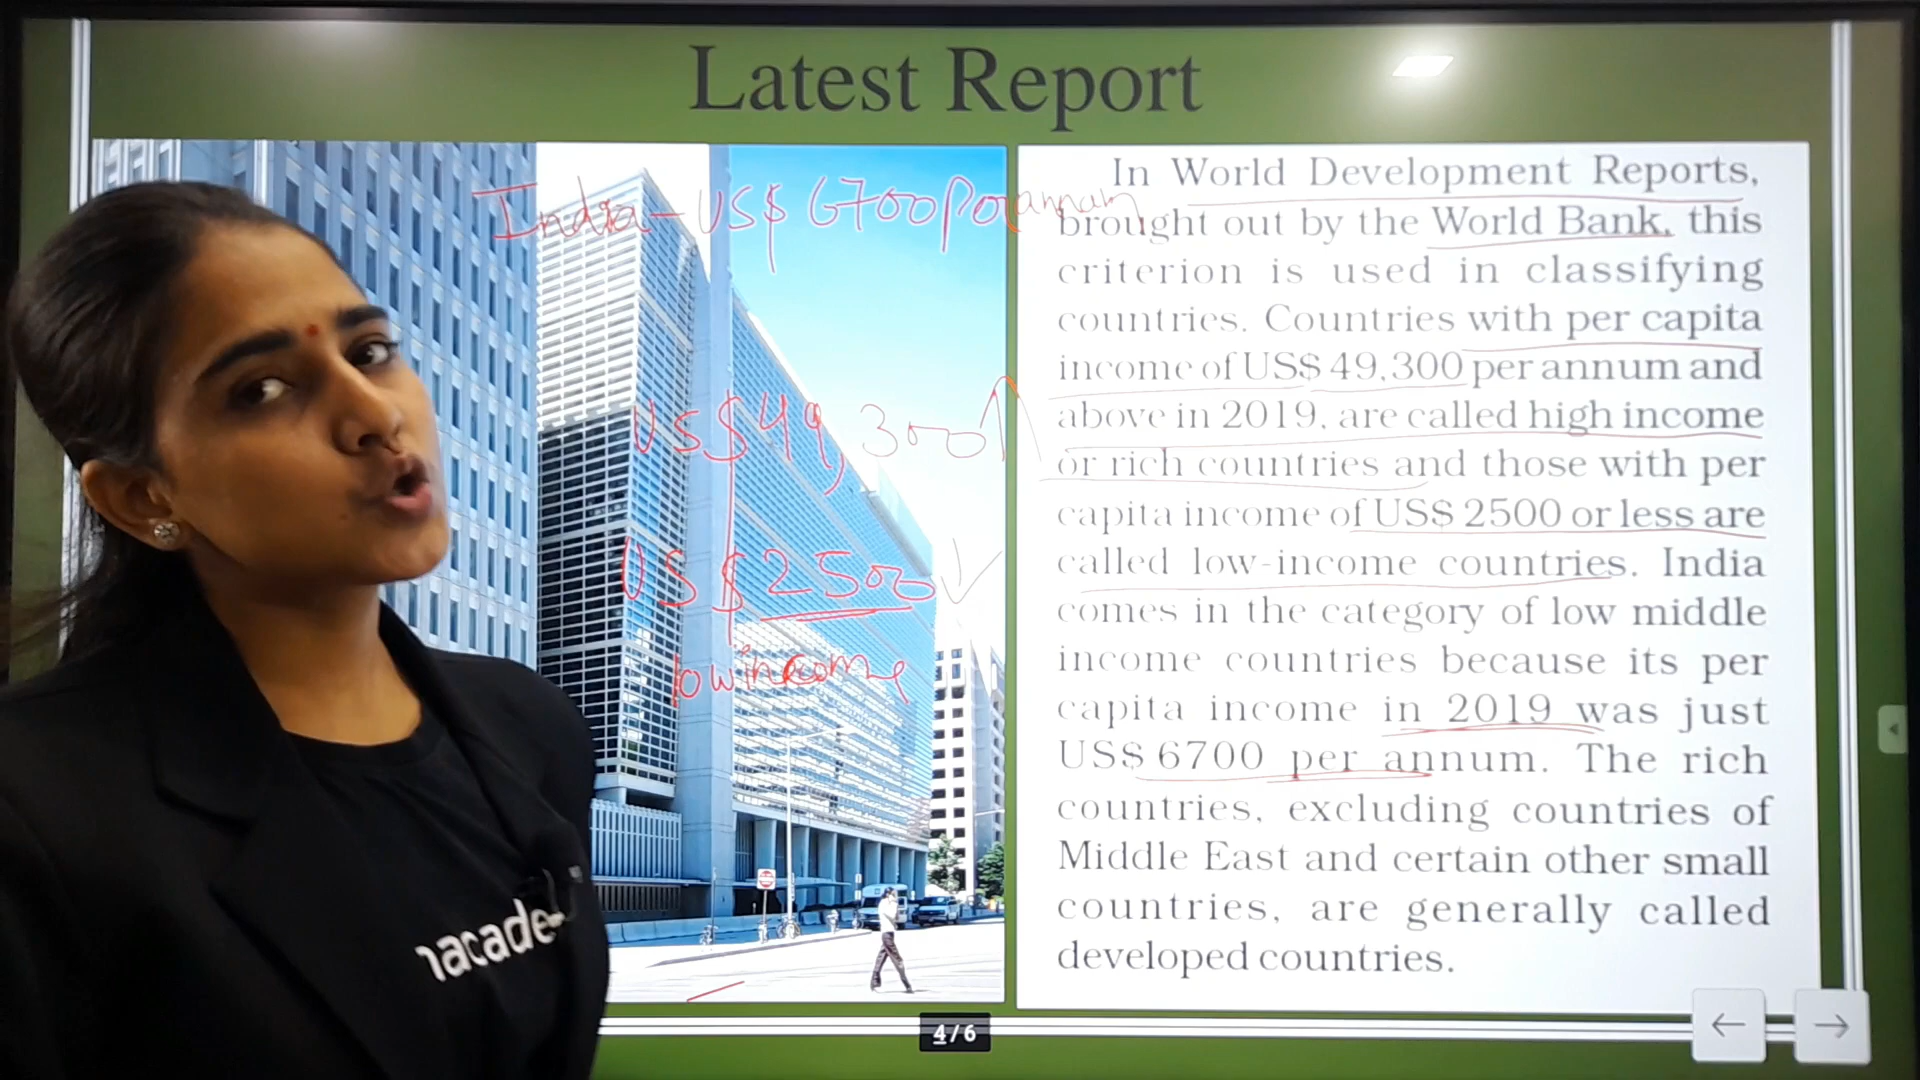 Latest Report
India - US$ 6700 Per annam
US$ 49,300
US$ 2500
low income
In World Development Reports,
brought out by the World Bank, this
criterion is used in classifying
countries. Countries with per capita
income of US$ 49,300 per annum and
above in 2019, are called high income
or rich countries and those with per
capita income of US$ 2500 or less are
called low-income countries. India
comes in the category of low middle
income countries because its per
capita income in 2019 was just
US$ 6700 per annum. The rich
countries, excluding countries of
Middle East and certain other small
countries, are generally called
developed countries.
nacade
4/6